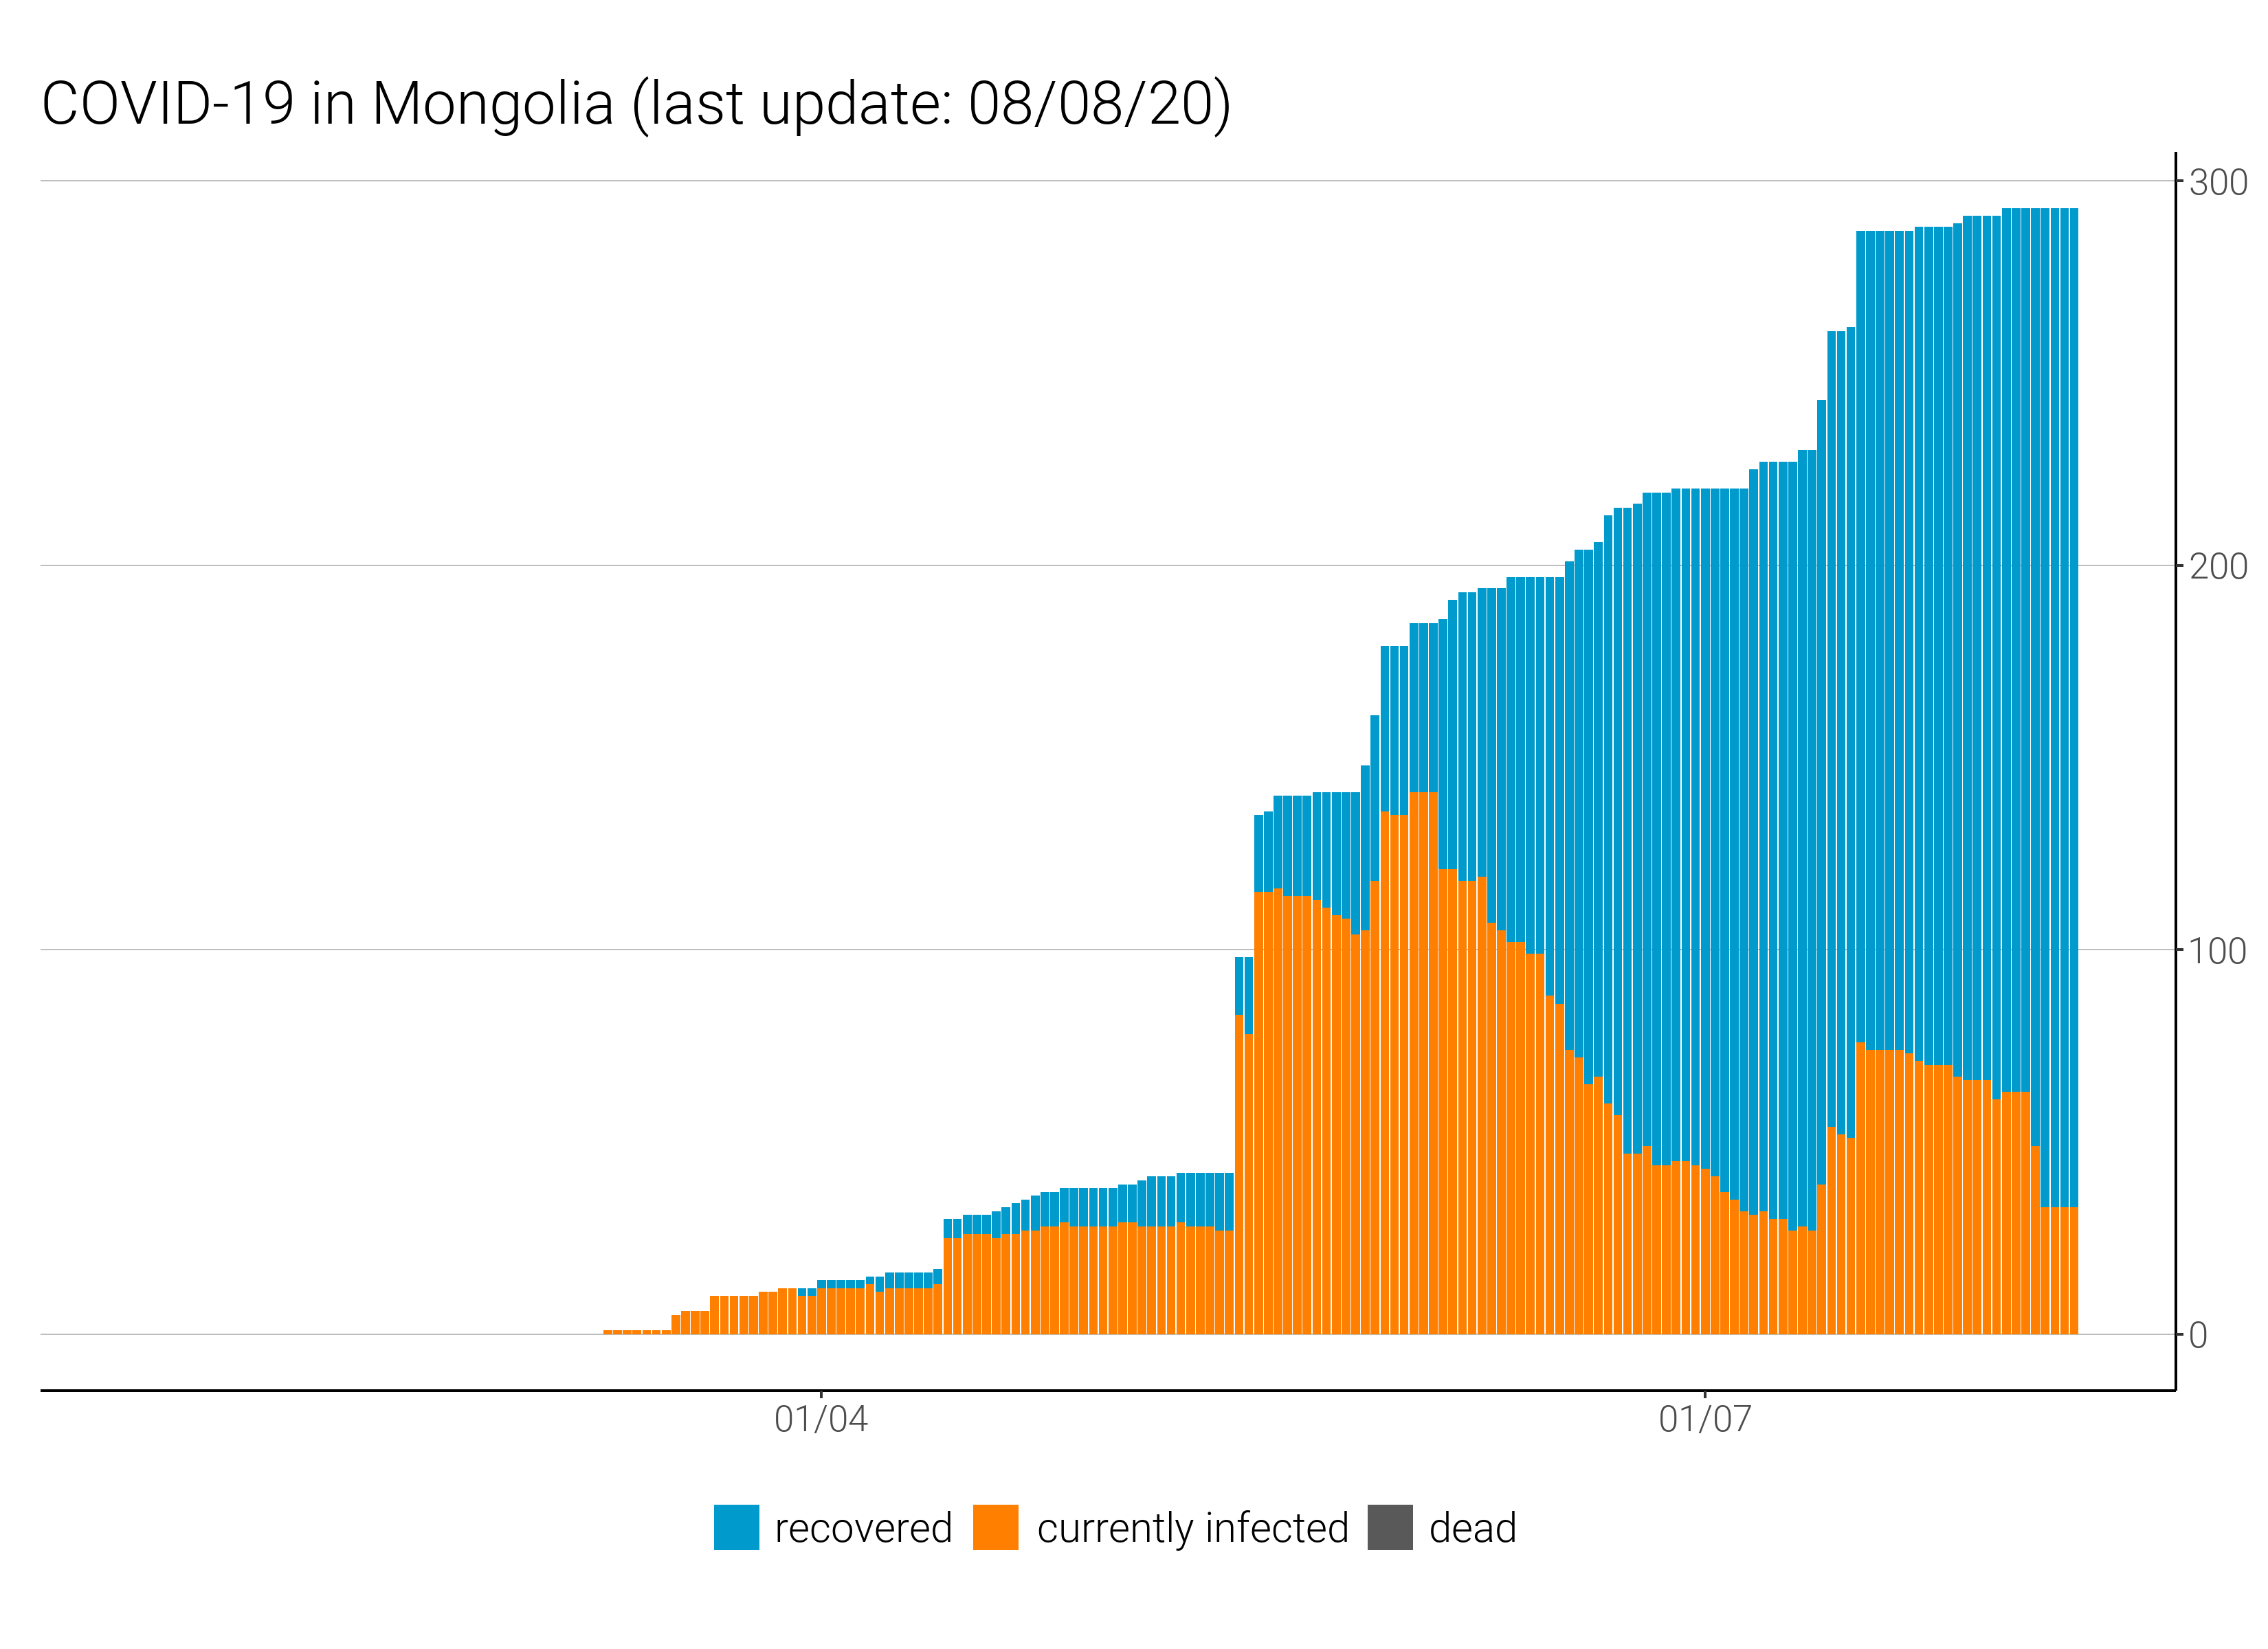 COVID-19 in Mongolia (last update: 08/08/20)
300
200
100
0
01/04 01/07
recovered currently infected dead